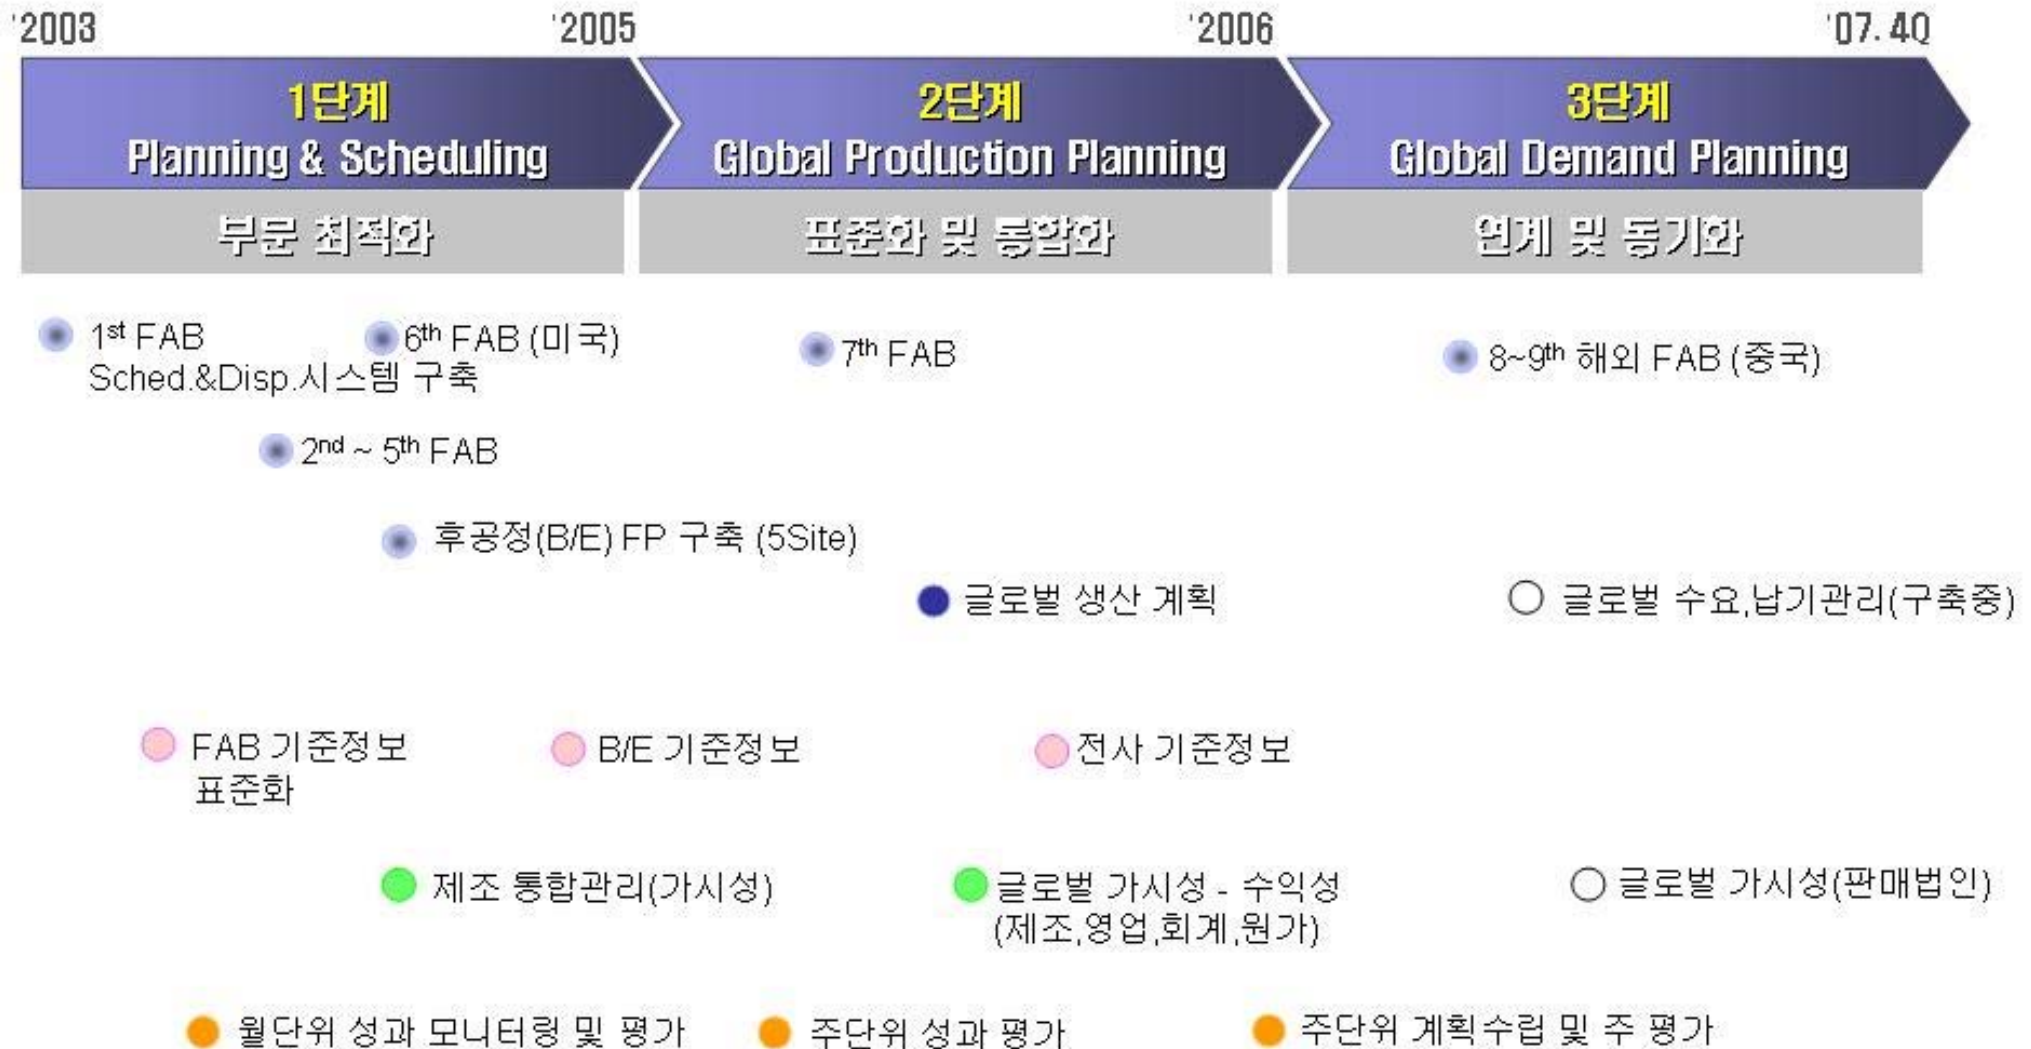 '2003
'2005
'2006
'07. 4Q
1단계
Planning & Scheduling
2단계
Global Production Planning
3단계
Global Demand Planning
부문 최적화
표준화 및 통합화
연계 및 동기화
1st FAB
Sched.&Disp.시스템 구축
6th FAB (미국)
7th FAB
8~9th 해외 FAB (중국)
2nd ~ 5th FAB
후공정(B/E) FP 구축 (5Site)
글로벌 생산 계획
글로벌 수요,납기관리(구축중)
FAB 기준정보
표준화
B/E 기준정보
전사 기준정보
제조 통합관리(가시성)
글로벌 가시성 - 수익성
(제조,영업,회계,원가)
글로벌 가시성(판매법인)
월단위 성과 모니터링 및 평가
주단위 성과 평가
주단위 계획수립 및 주 평가